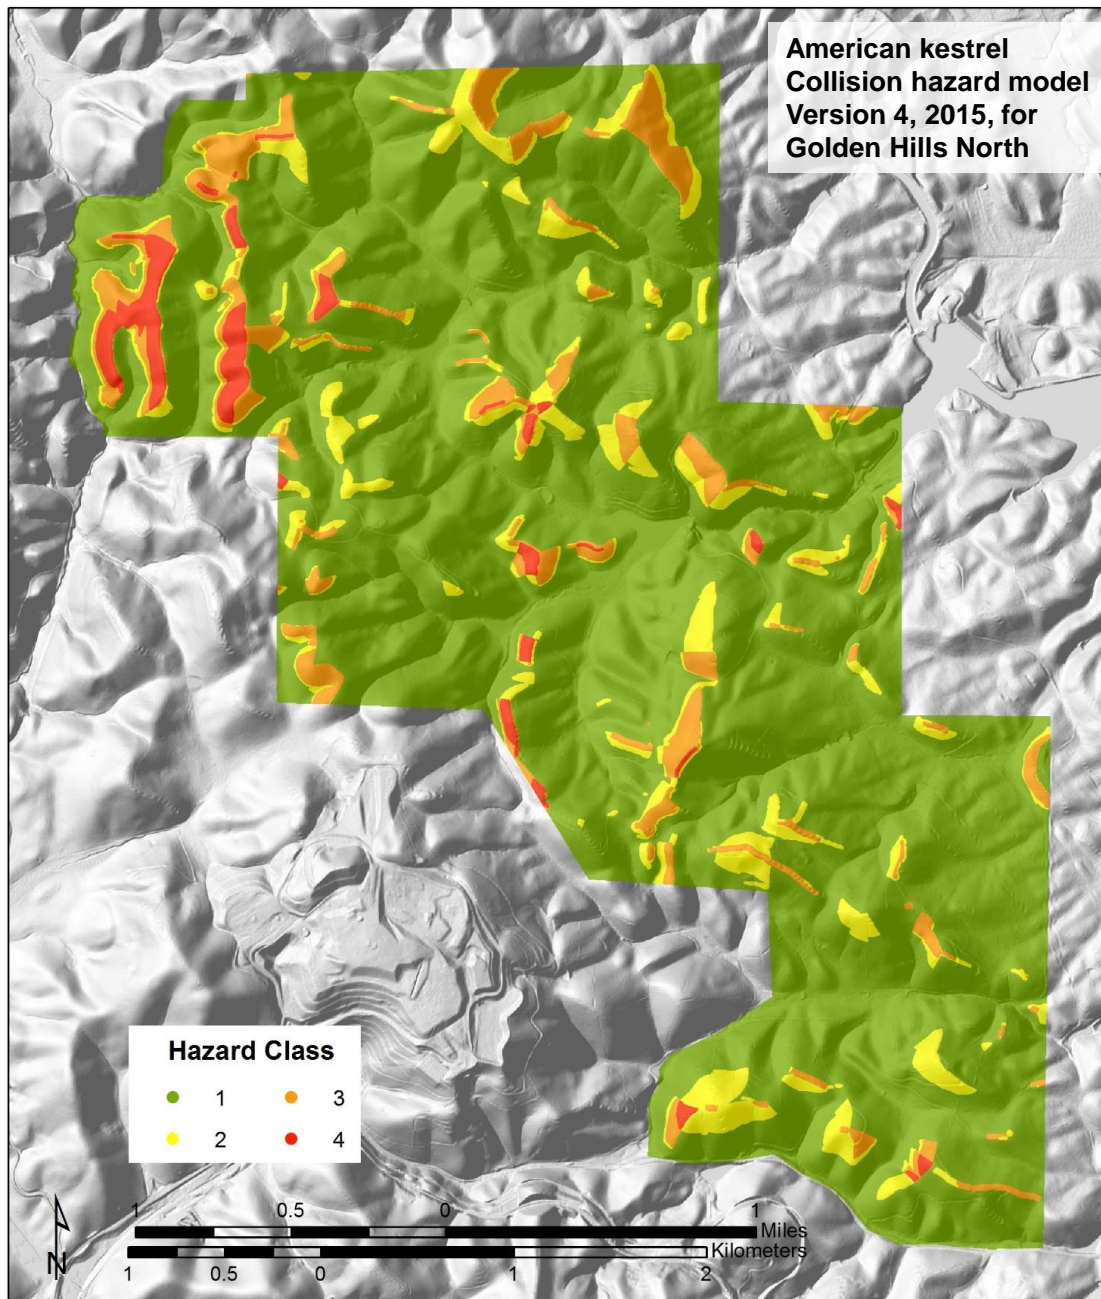 American kestrel
Collision hazard model
Version 4, 2015, for
Golden Hills North
Hazard Class
1 3
2 4
1 0.5 0 1 Miles
Kilometers
1 0.5 0 1 2
N